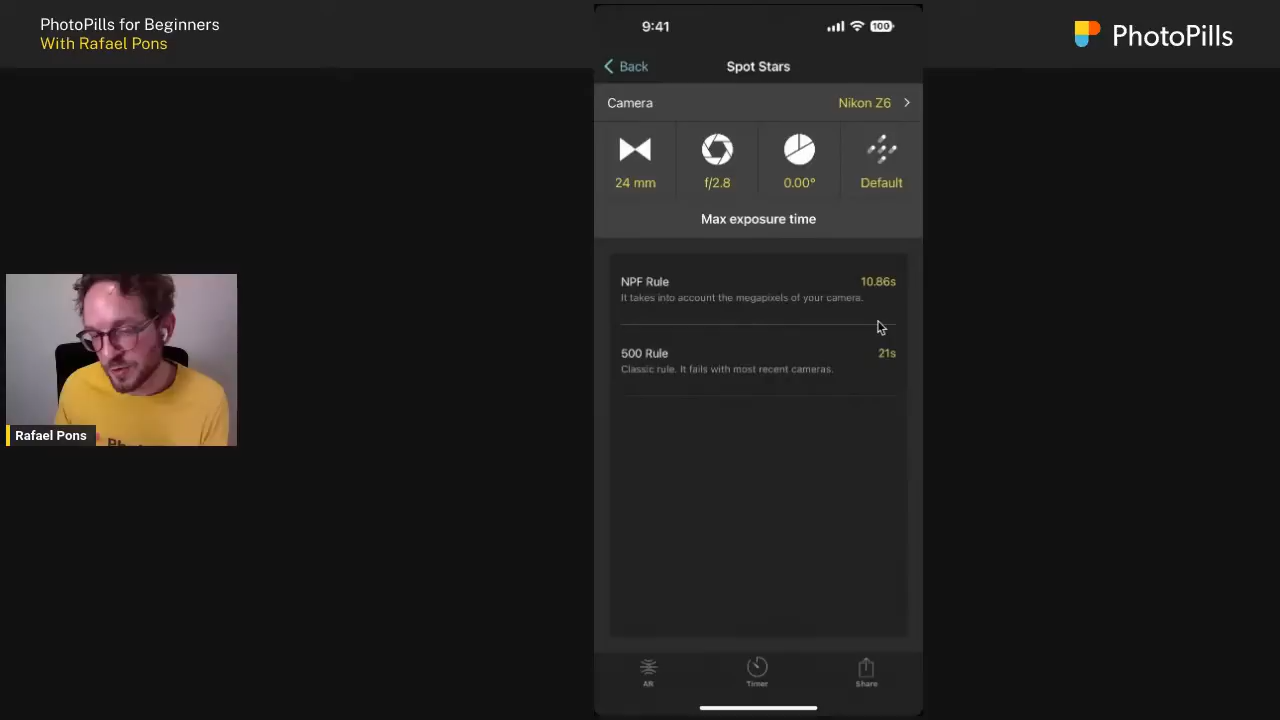 PhotoPills for Beginners
With Rafael Pons
PhotoPills
9:41
100
Back
Spot Stars
Camera
Nikon Z6
24 mm
f/2.8
0.00°
Default
Max exposure time
NPF Rule
10.86s
It takes into account the megapixels of your camera.
500 Rule
21s
Classic rule. It fails with most recent cameras.
Rafael Pons
AR
Timer
Share